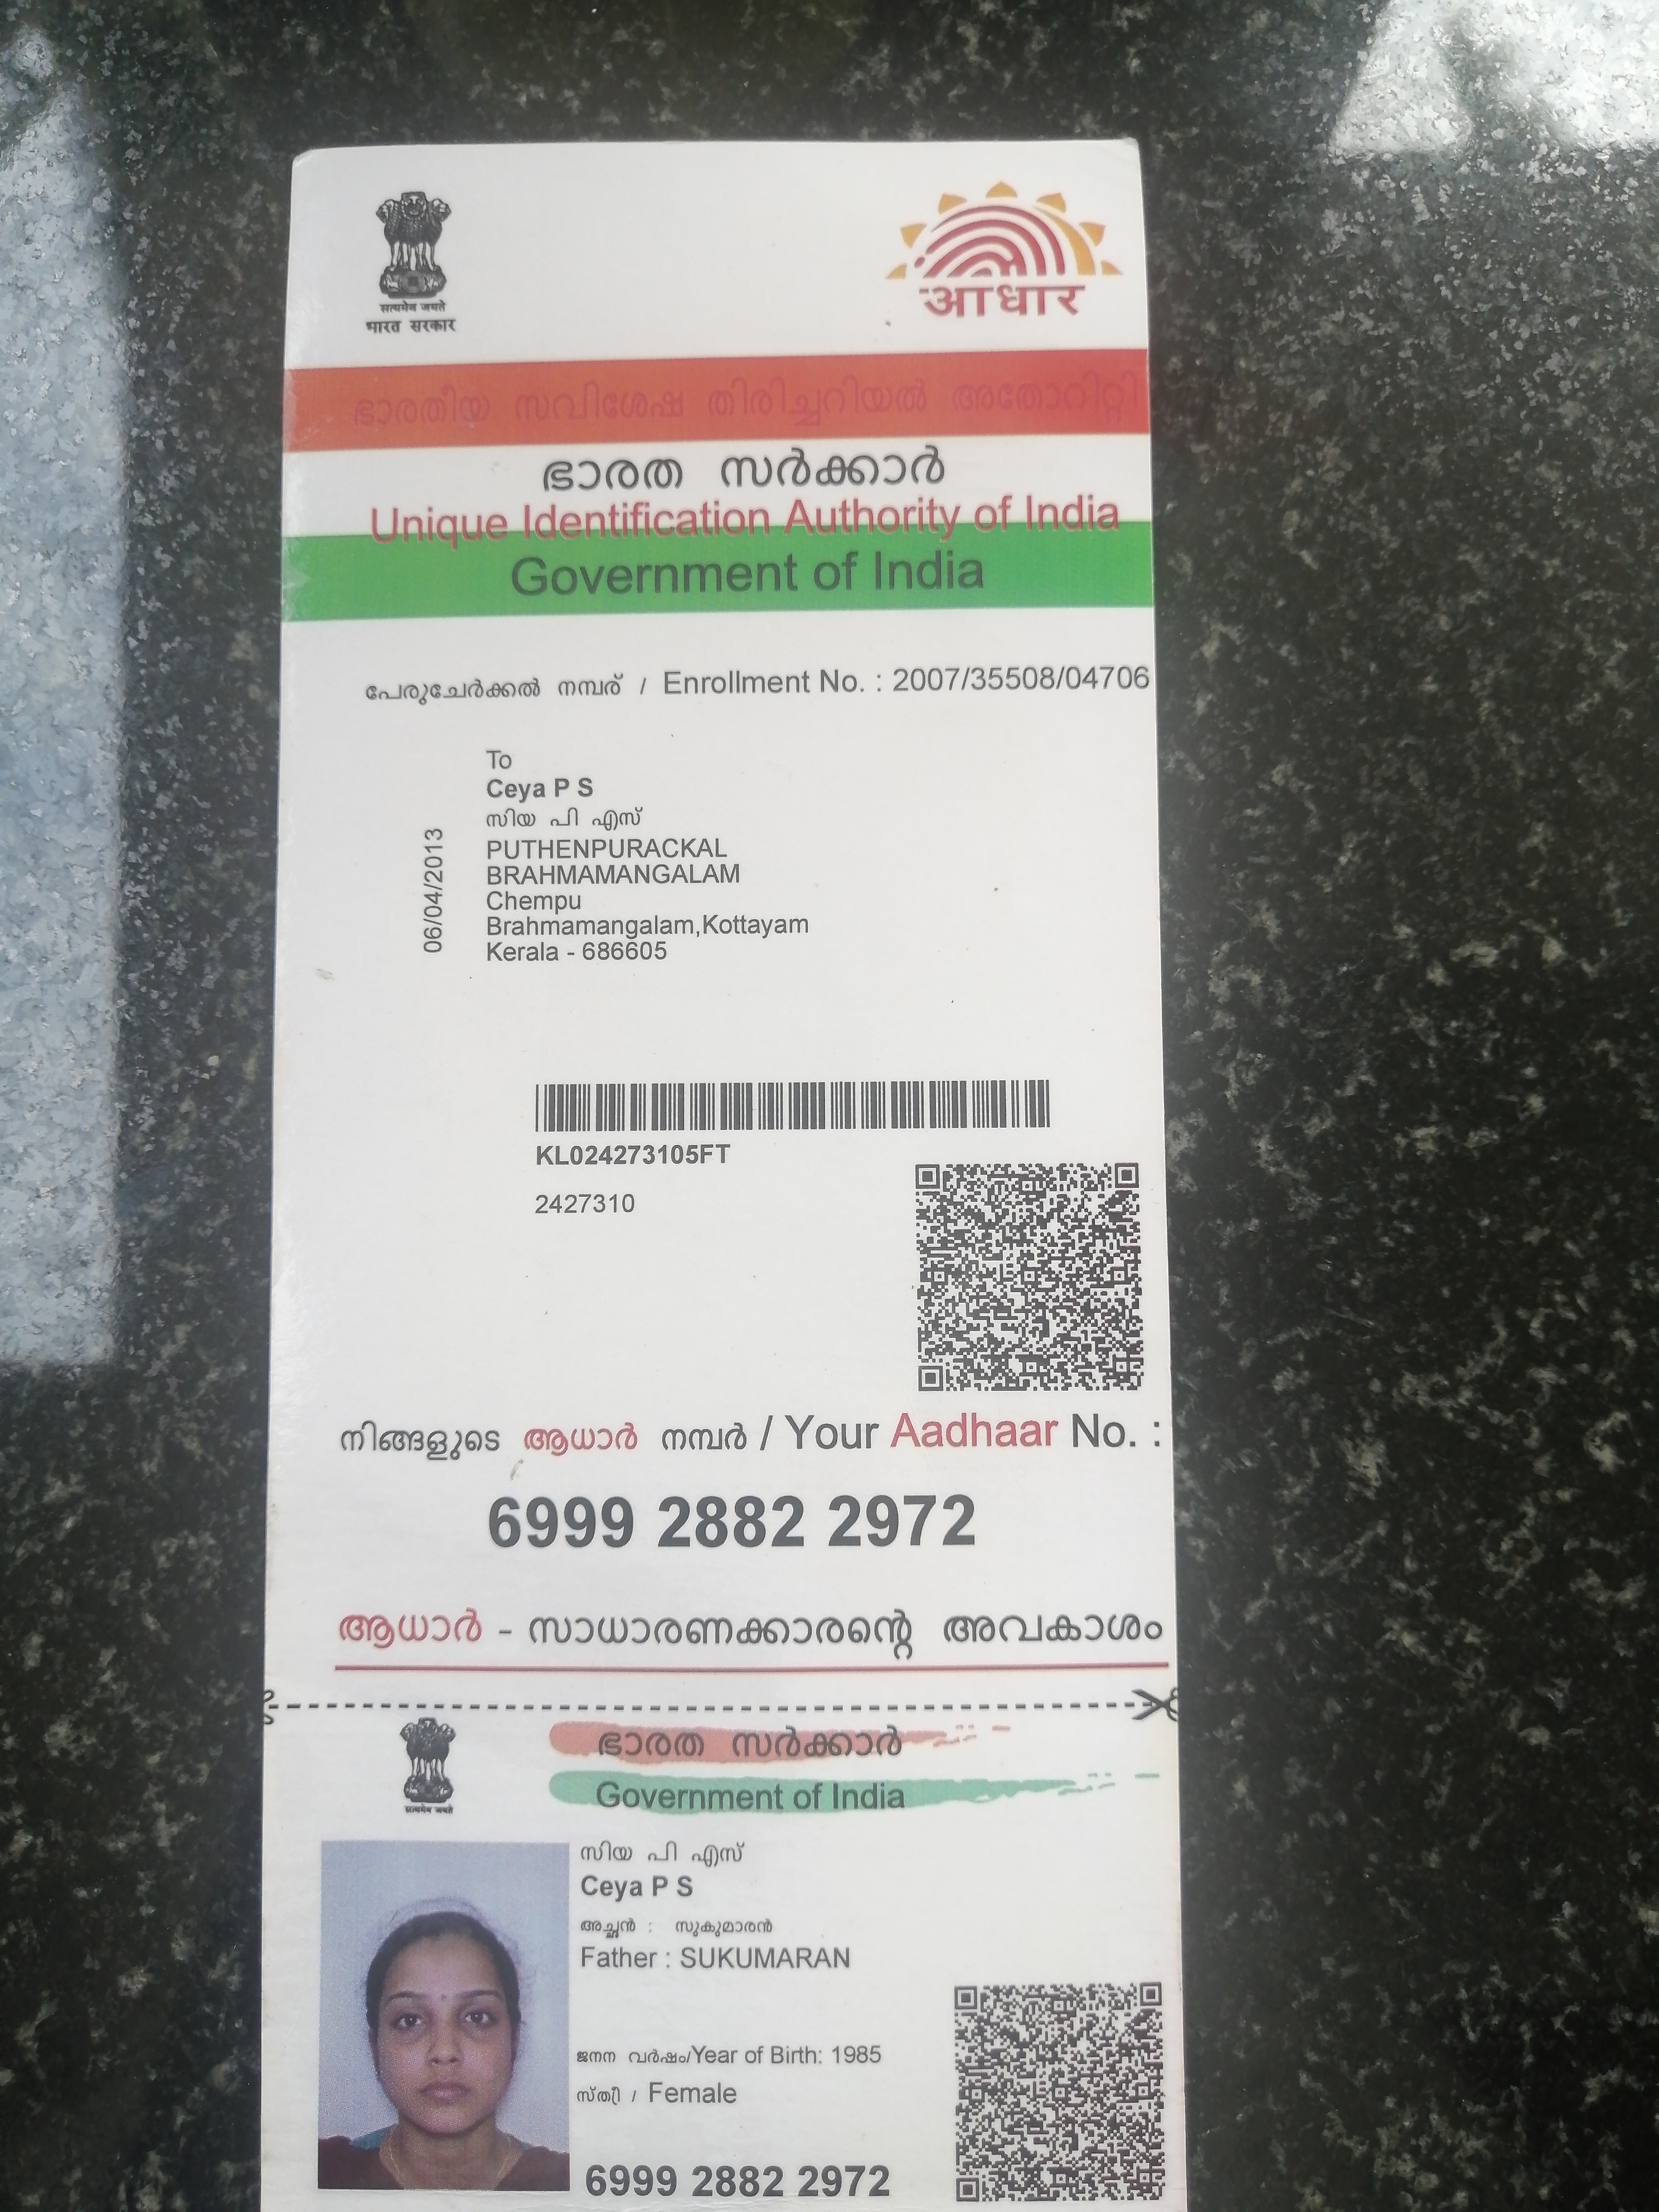 सत्यमेव जयते
भारत सरकार
आधार
ഭാരതീയ സവിശേഷ തിരിച്ചറിയൽ അതോറിറ്റി
ഭാരത സർക്കാർ
Unique Identification Authority of India
Government of India
പേരുചേർക്കൽ നമ്പര് / Enrollment No. : 2007/35508/04706
06/04/2013
To
Ceya P S
സിയ പി എസ്
PUTHENPURACKAL
BRAHMAMANGALAM
Chempu
Brahmamangalam,Kottayam
Kerala - 686605
KL024273105FT
2427310
നിങ്ങളുടെ ആധാർ നമ്പർ / Your Aadhaar No. :
6999 2882 2972
ആധാർ - സാധാരണക്കാരന്റെ അവകാശം
ഭാരത സർക്കാർ
Government of India
सत्यमेव जयते
സിയ പി എസ്
Ceya P S
അച്ഛൻ : സുകുമാരൻ
Father : SUKUMARAN
ജനന വർഷം/Year of Birth: 1985
സ്ത്രീ / Female
6999 2882 2972